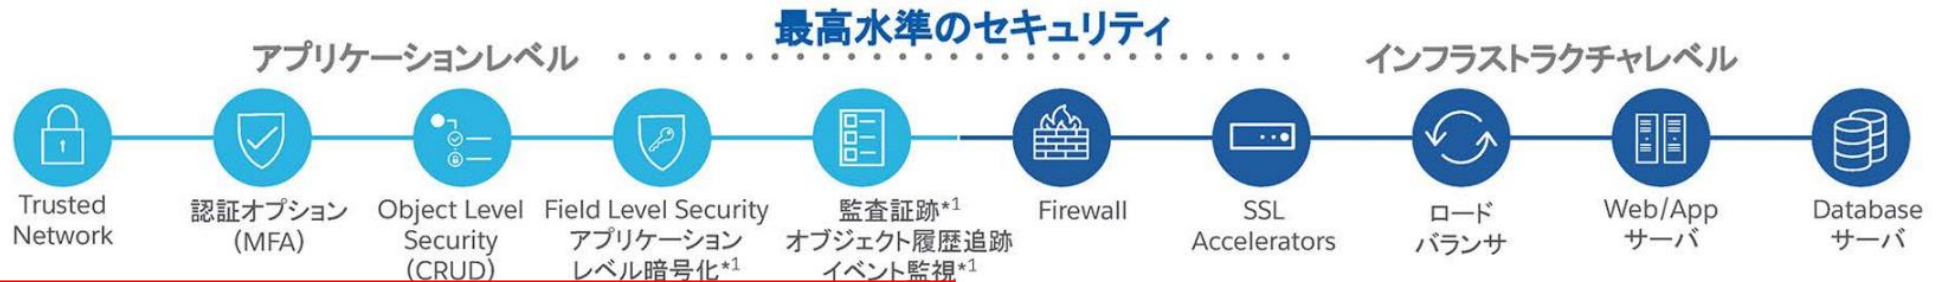 最高水準のセキュリティ
アプリケーションレベル
インフラストラクチャレベル
Trusted
Network
認証オプション
(MFA)
Object Level
Security
(CRUD)
Field Level Security
アプリケーション
レベル暗号化*1
監査証跡*1
オブジェクト履歴追跡
イベント監視*1
Firewall
SSL
Accelerators
ロード
バランサ
Web/App
サーバ
Database
サーバ